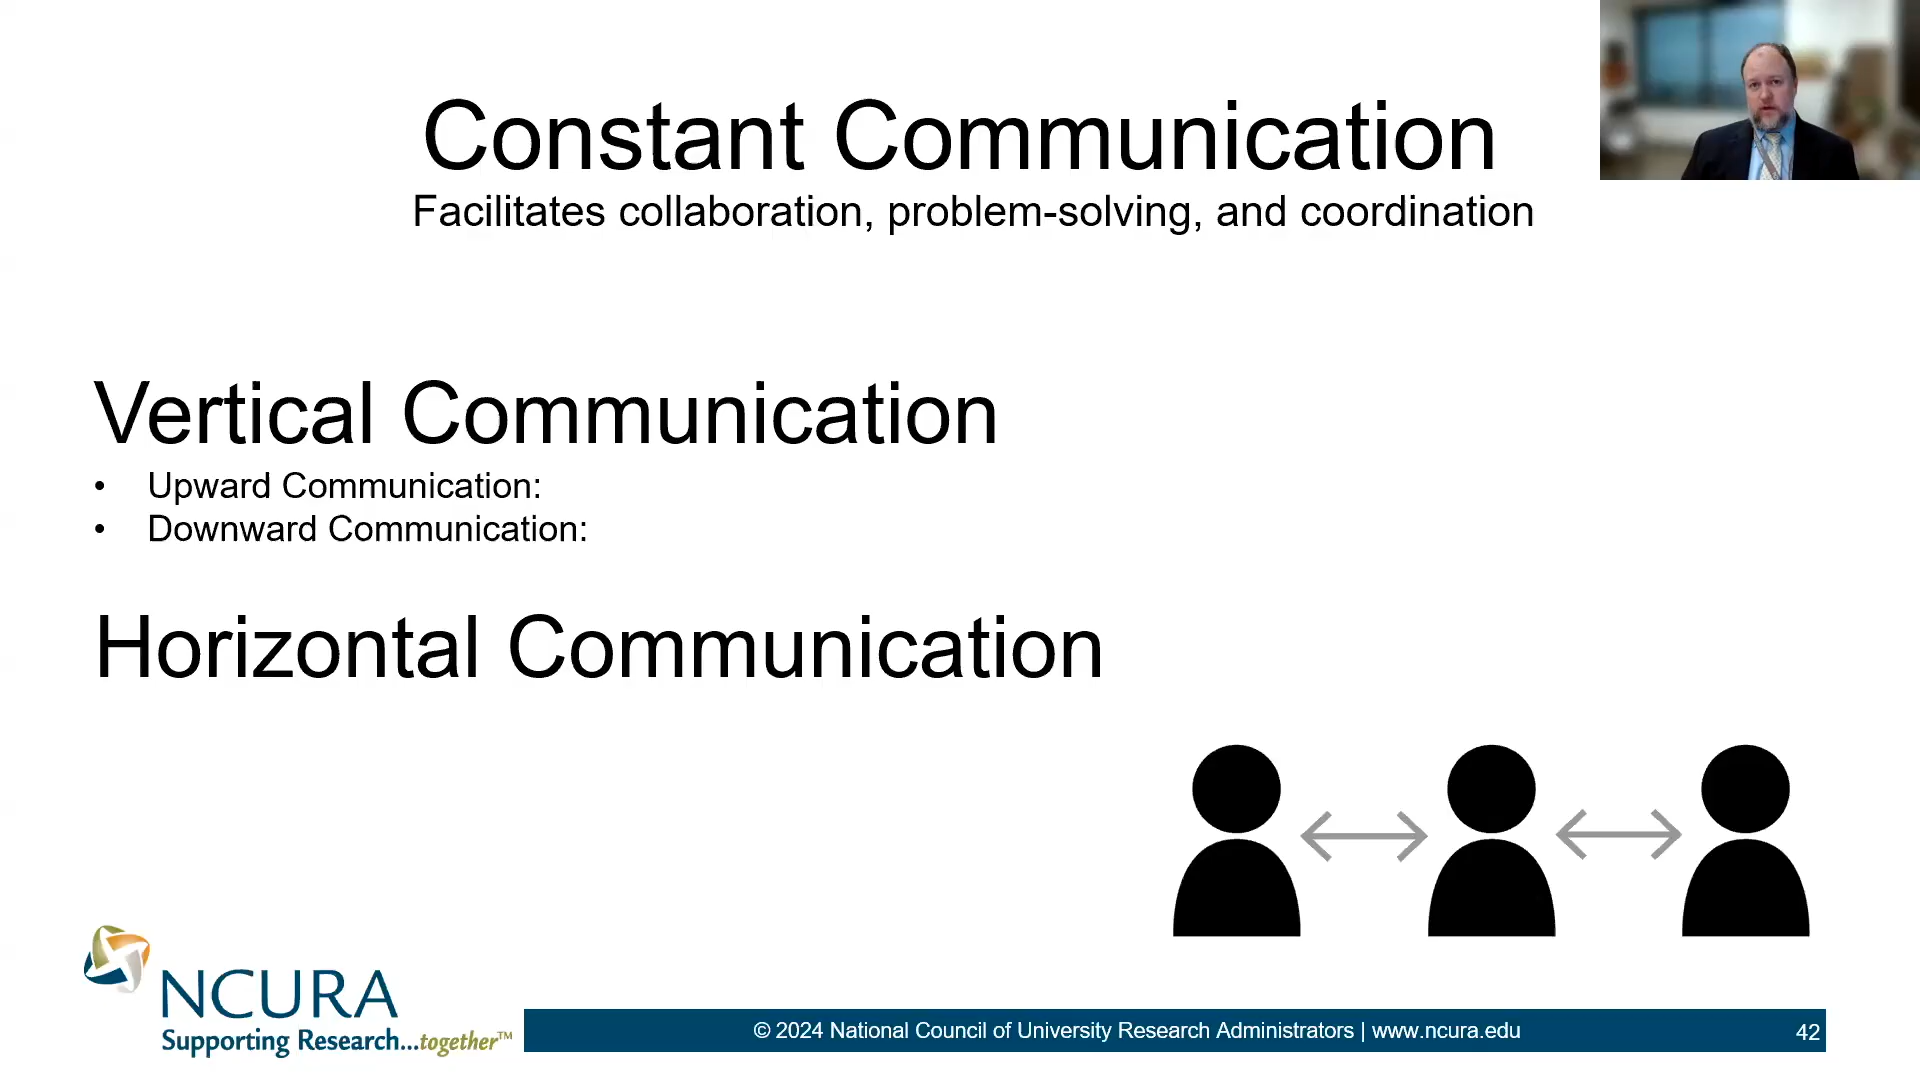 Constant Communication
Facilitates collaboration, problem-solving, and coordination
Vertical Communication
• Upward Communication:
• Downward Communication:
Horizontal Communication
NCURA
Supporting Research...together™
© 2024 National Council of University Research Administrators | www.ncura.edu
42